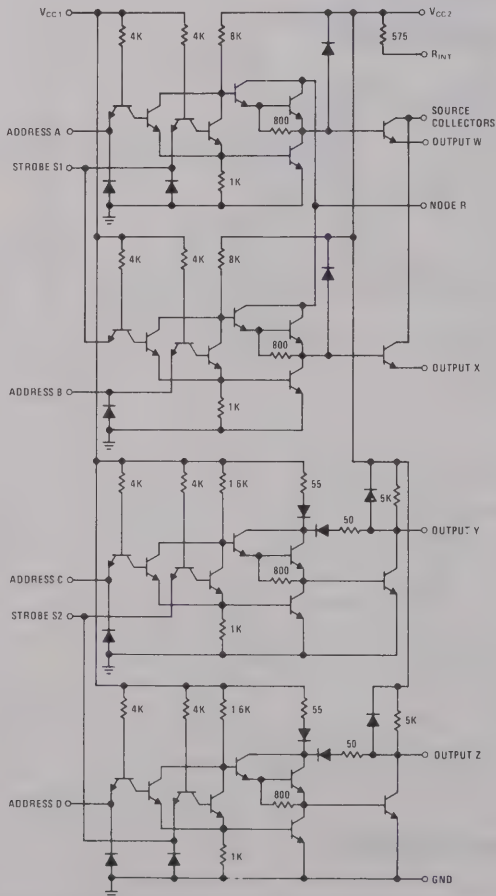 VCC1
VCC2
4K
4K
8K
575
RINT
SOURCE
COLLECTORS
ADDRESS A
800
OUTPUT W
STROBE S1
1K
NODE R
4K
4K
8K
800
OUTPUT X
ADDRESS B
1K
4K
4K
1 6K
55
5K
50
OUTPUT Y
800
ADDRESS C
STROBE S2
1K
4K
4K
1 6K
55
5K
50
OUTPUT Z
800
ADDRESS D
1K
GND